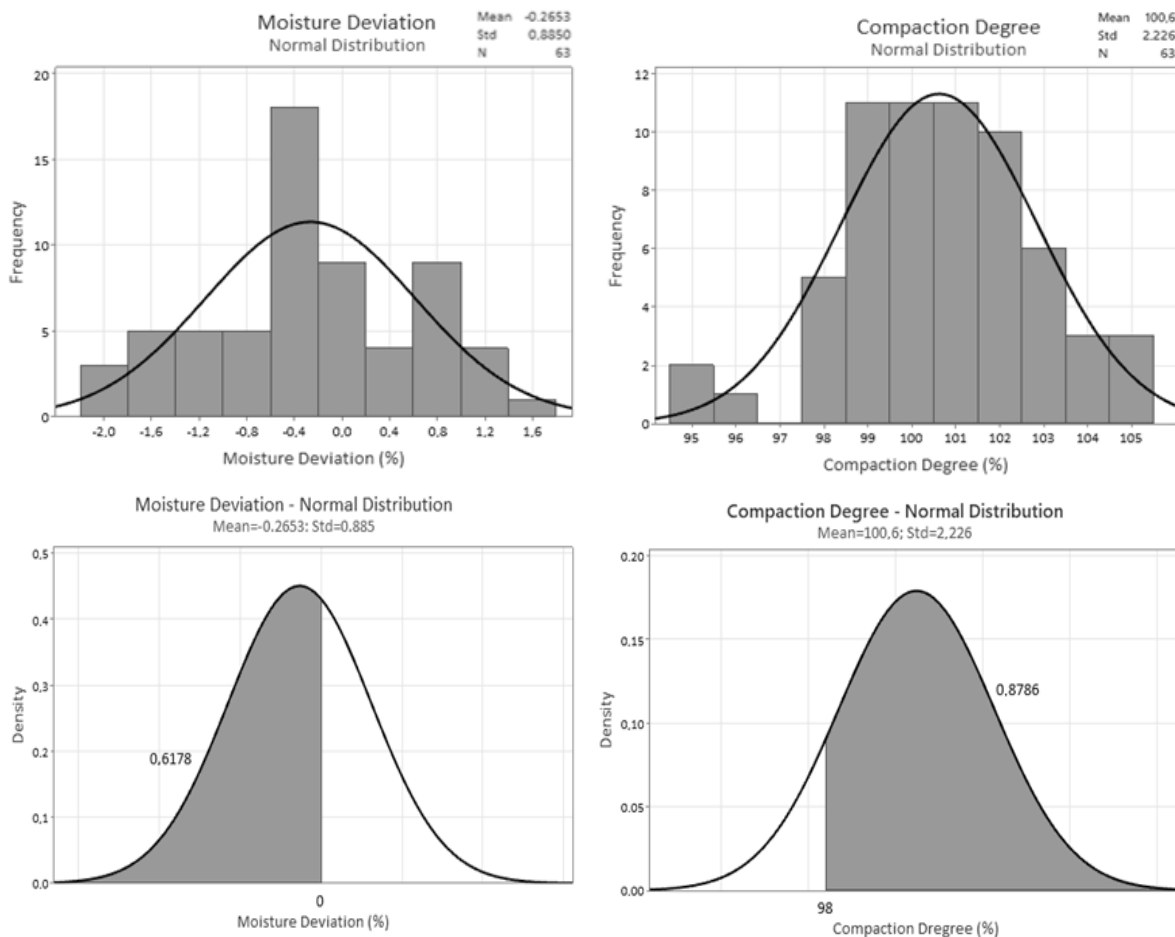 Moisture Deviation
Normal Distribution
Mean -0.2653
Std 0,8850
N 63
20
15
10
5
0
Frequency
-2,0 -1,6 -1,2 -0,8 -0,4 0,0 0,4 0,8 1,2 1,6
Moisture Deviation (%)
Compaction Degree
Normal Distribution
Mean 100,6
Std 2.226
N 63
12
10
8
6
4
2
0
Frequency
95 96 98 99 100 101 102 103 104 105
Compaction Degree (%)
Moisture Deviation - Normal Distribution
Mean=-0.2653: Std=0,885
0,5
0,4
0,3
0,2
0,1
0.0
Density
0,6178
0
Moisture Deviation (%)
Compaction Degree - Normal Distribution
Mean=100,6; Std=2,226
0.20
0,15
0,10
0.05
0.00
Density
0,8786
98
Compaction Dregree (%)